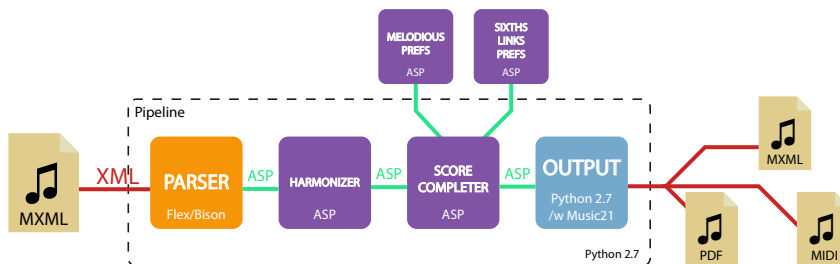 MELODIOUS
PREFS
ASP
SIXTHS
LINKS
PREFS
ASP
Pipeline
MXML
XML
PARSER
Flex/Bison
ASP
HARMONIZER
ASP
ASP
SCORE
COMPLETER
ASP
ASP
OUTPUT
Python 2.7
/w Music21
Python 2.7
MXML
PDF
MIDI